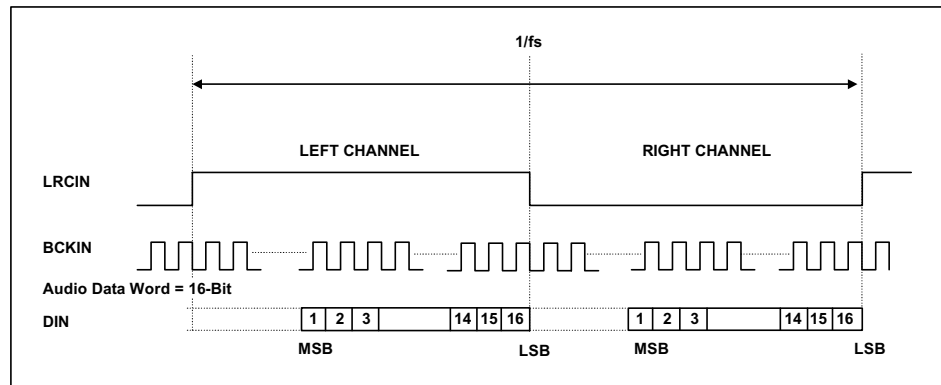 1/fs
LEFT CHANNEL RIGHT CHANNEL
LRCIN
BCKIN
Audio Data Word = 16-Bit
DIN 1 2 3 14 15 16 1 2 3 14 15 16
MSB LSB MSB LSB